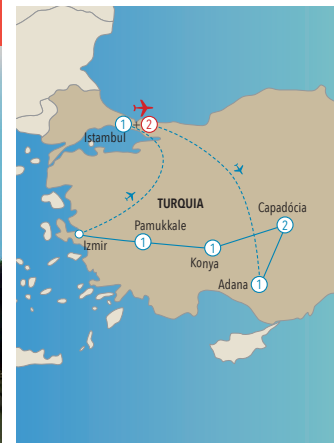 1 + 2
Istambul
TURQUIA
Capadócia
2
Pamukkale
1
Izmir
1
Konya
Adana 1